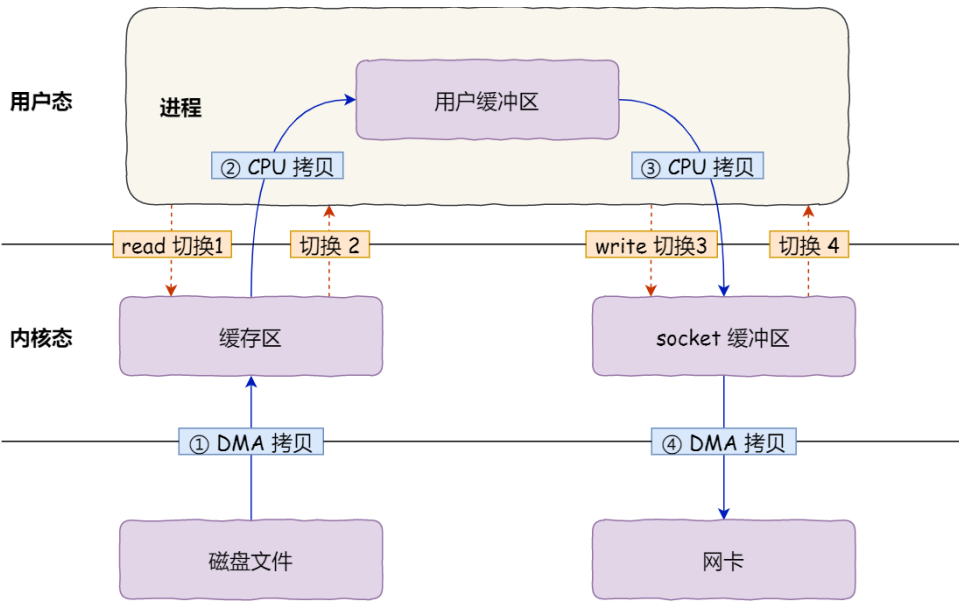 用户态
进程
用户缓冲区
② CPU 拷贝
③ CPU 拷贝
read 切换1
切换 2
write 切换3
切换 4
内核态
缓存区
socket 缓冲区
① DMA 拷贝
④ DMA 拷贝
磁盘文件
网卡